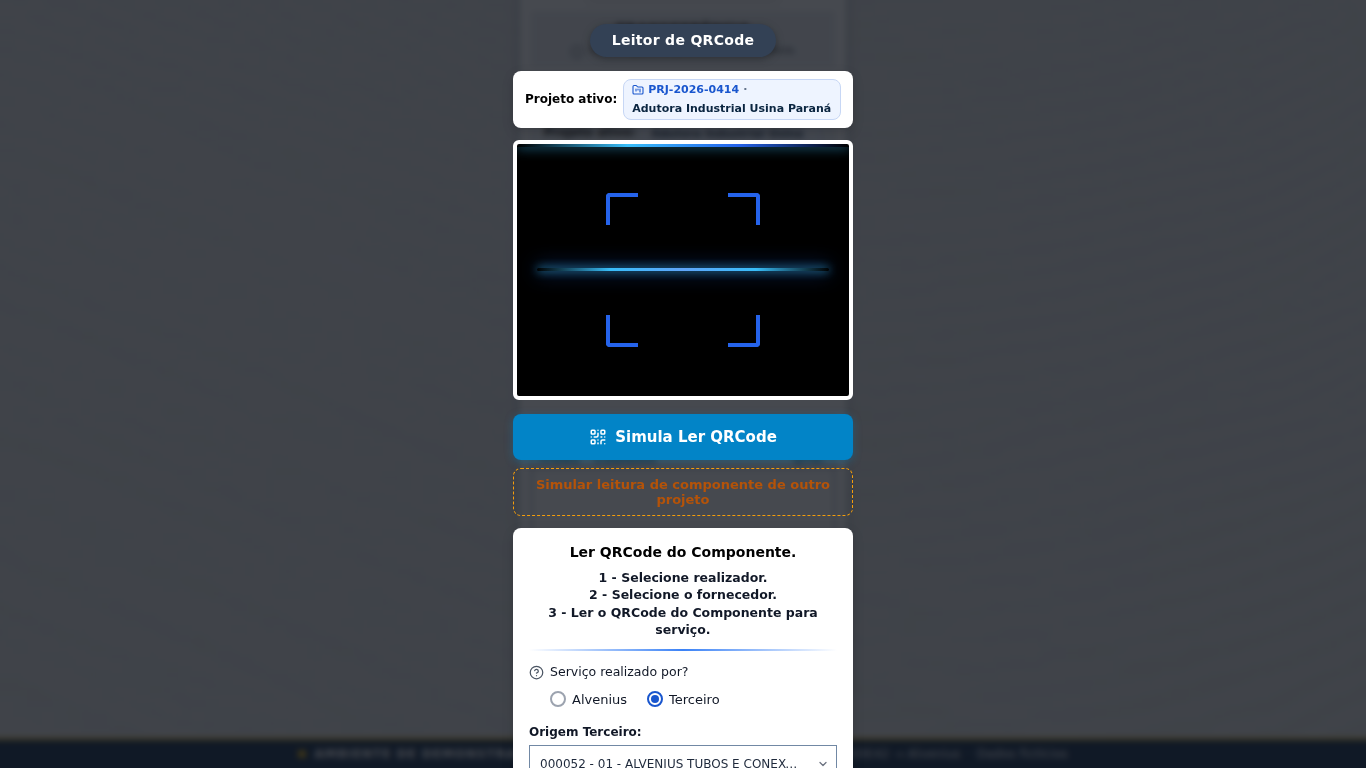 Leitor de QRCode
Projeto ativo:
PRJ-2026-0414 ·
Adutora Industrial Usina Paraná
Simula Ler QRCode
Simular leitura de componente de outro
projeto
Ler QRCode do Componente.
1 - Selecione realizador.
2 - Selecione o fornecedor.
3 - Ler o QRCode do Componente para
serviço.
Serviço realizado por?
Alvenius
Terceiro
Origem Terceiro:
000052 - 01 - ALVENIUS TUBOS E CONEX...